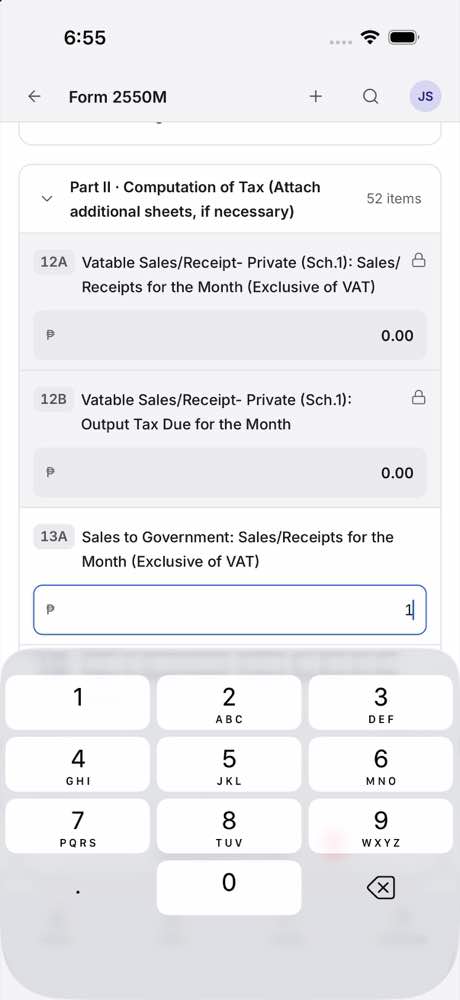 6:55
Form 2550M
JS
Part II · Computation of Tax (Attach
additional sheets, if necessary)
52 items
12A
Vatable Sales/Receipt- Private (Sch.1): Sales/
Receipts for the Month (Exclusive of VAT)
₱
0.00
12B
Vatable Sales/Receipt- Private (Sch.1):
Output Tax Due for the Month
₱
0.00
13A
Sales to Government: Sales/Receipts for the
Month (Exclusive of VAT)
₱
1
1
2
ABC
3
DEF
4
GHI
5
JKL
6
MNO
7
PQRS
8
TUV
9
WXYZ
.
0